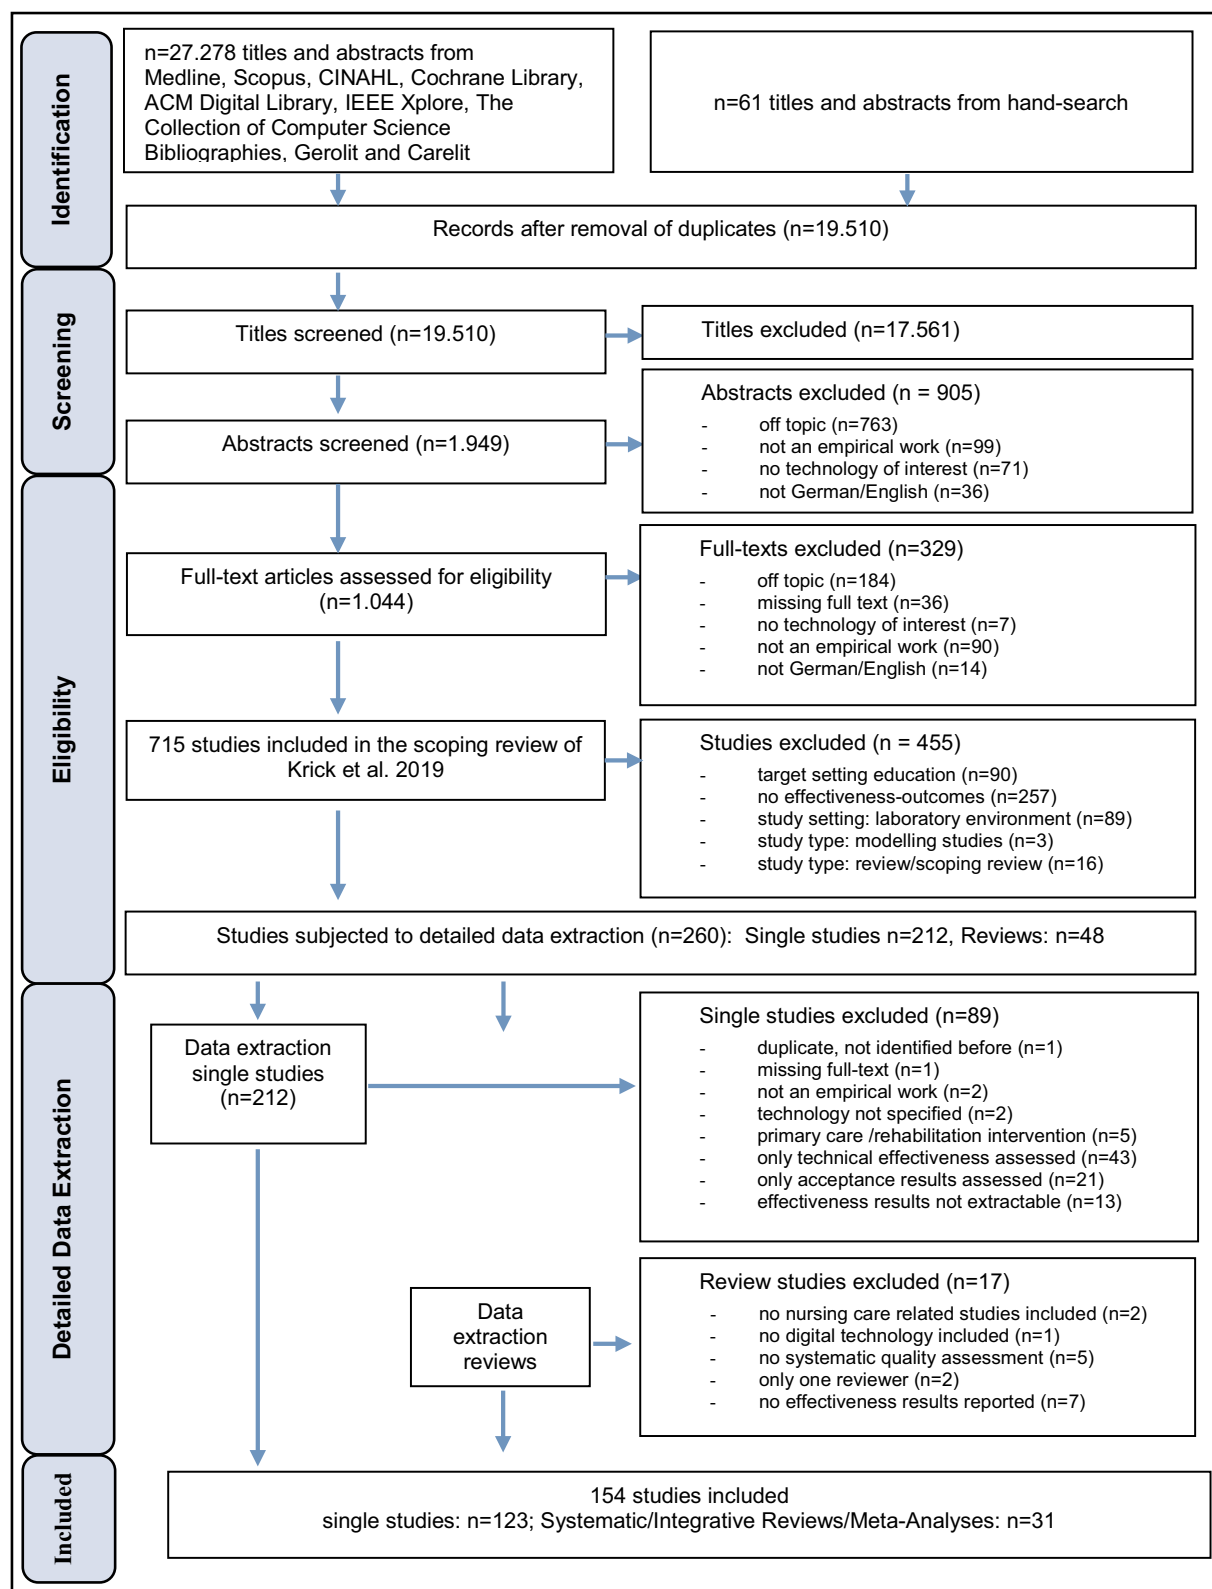 Identification
n=27.278 titles and abstracts from
Medline, Scopus, CINAHL, Cochrane Library,
ACM Digital Library, IEEE Xplore, The
Collection of Computer Science
Bibliographies, Gerolit and Carelit
n=61 titles and abstracts from hand-search
Records after removal of duplicates (n=19.510)
Screening
Titles screened (n=19.510)
Titles excluded (n=17.561)
Abstracts screened (n=1.949)
Abstracts excluded (n = 905)
- off topic (n=763)
- not an empirical work (n=99)
- no technology of interest (n=71)
- not German/English (n=36)
Eligibility
Full-text articles assessed for eligibility
(n=1.044)
Full-texts excluded (n=329)
- off topic (n=184)
- missing full text (n=36)
- no technology of interest (n=7)
- not an empirical work (n=90)
- not German/English (n=14)
715 studies included in the scoping review of
Krick et al. 2019
Studies excluded (n = 455)
- target setting education (n=90)
- no effectiveness-outcomes (n=257)
- study setting: laboratory environment (n=89)
- study type: modelling studies (n=3)
- study type: review/scoping review (n=16)
Studies subjected to detailed data extraction (n=260): Single studies n=212, Reviews: n=48
Detailed Data Extraction
Data extraction
single studies
(n=212)
Single studies excluded (n=89)
- duplicate, not identified before (n=1)
- missing full-text (n=1)
- not an empirical work (n=2)
- technology not specified (n=2)
- primary care /rehabilitation intervention (n=5)
- only technical effectiveness assessed (n=43)
- only acceptance results assessed (n=21)
- effectiveness results not extractable (n=13)
Data
extraction
reviews
Review studies excluded (n=17)
- no nursing care related studies included (n=2)
- no digital technology included (n=1)
- no systematic quality assessment (n=5)
- only one reviewer (n=2)
- no effectiveness results reported (n=7)
Included
154 studies included
single studies: n=123; Systematic/Integrative Reviews/Meta-Analyses: n=31